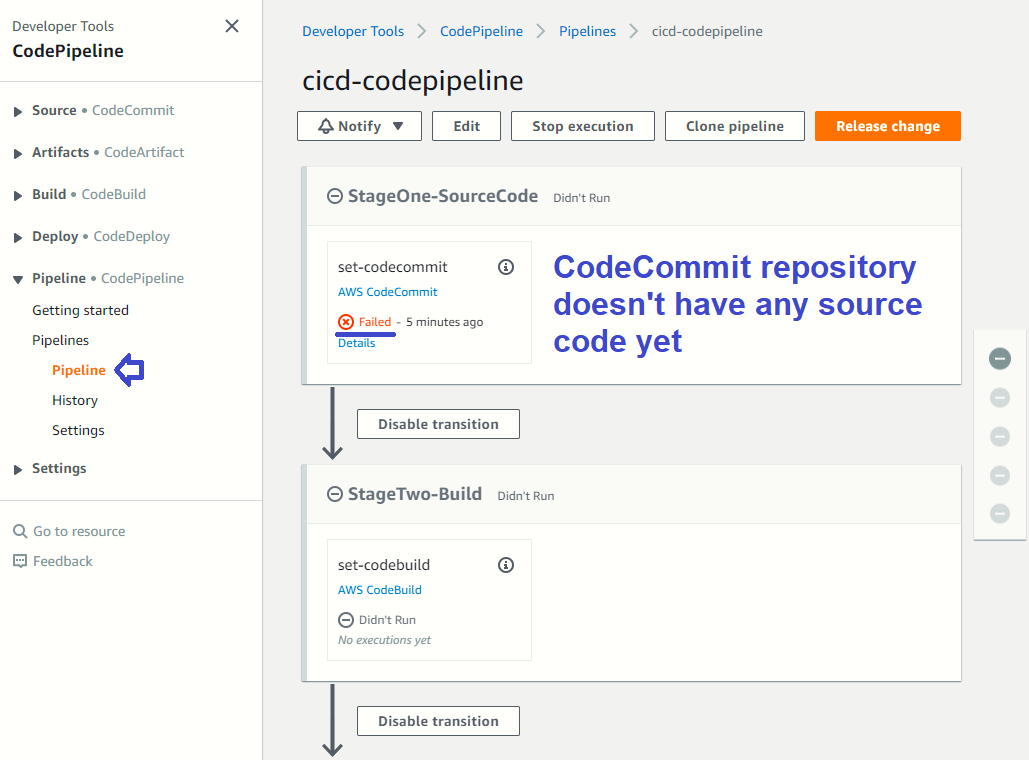 Developer Tools
CodePipeline
Source • CodeCommit
Artifacts • CodeArtifact
Build • CodeBuild
Deploy • CodeDeploy
Pipeline • CodePipeline
Getting started
Pipelines
Pipeline
History
Settings
Settings
Go to resource
Feedback
Developer Tools > CodePipeline > Pipelines > cicd-codepipeline
cicd-codepipeline
Notify Edit Stop execution Clone pipeline Release change
StageOne-SourceCode Didn't Run
set-codecommit
AWS CodeCommit
Failed - 5 minutes ago
Details
CodeCommit repository
doesn't have any source
code yet
Disable transition
StageTwo-Build Didn't Run
set-codebuild
AWS CodeBuild
Didn't Run
No executions yet
Disable transition